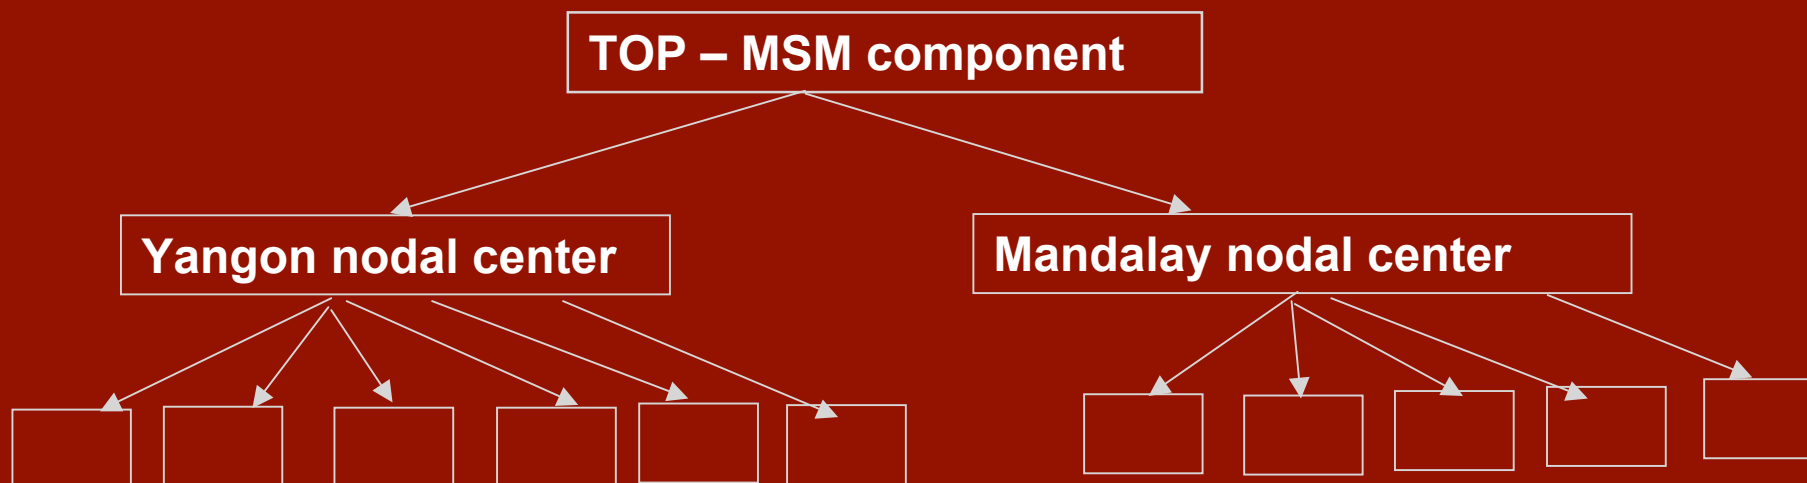 TOP – MSM component
Yangon nodal center
Mandalay nodal center